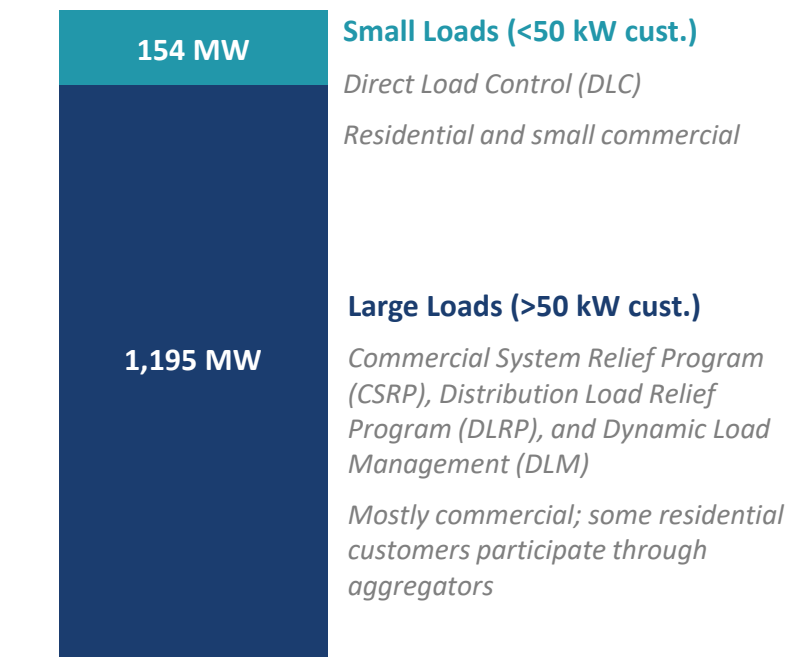 154 MW
Small Loads (<50 kW cust.)
Direct Load Control (DLC)
Residential and small commercial
1,195 MW
Large Loads (>50 kW cust.)
Commercial System Relief Program
(CSRP), Distribution Load Relief
Program (DLRP), and Dynamic Load
Management (DLM)
Mostly commercial; some residential
customers participate through
aggregators